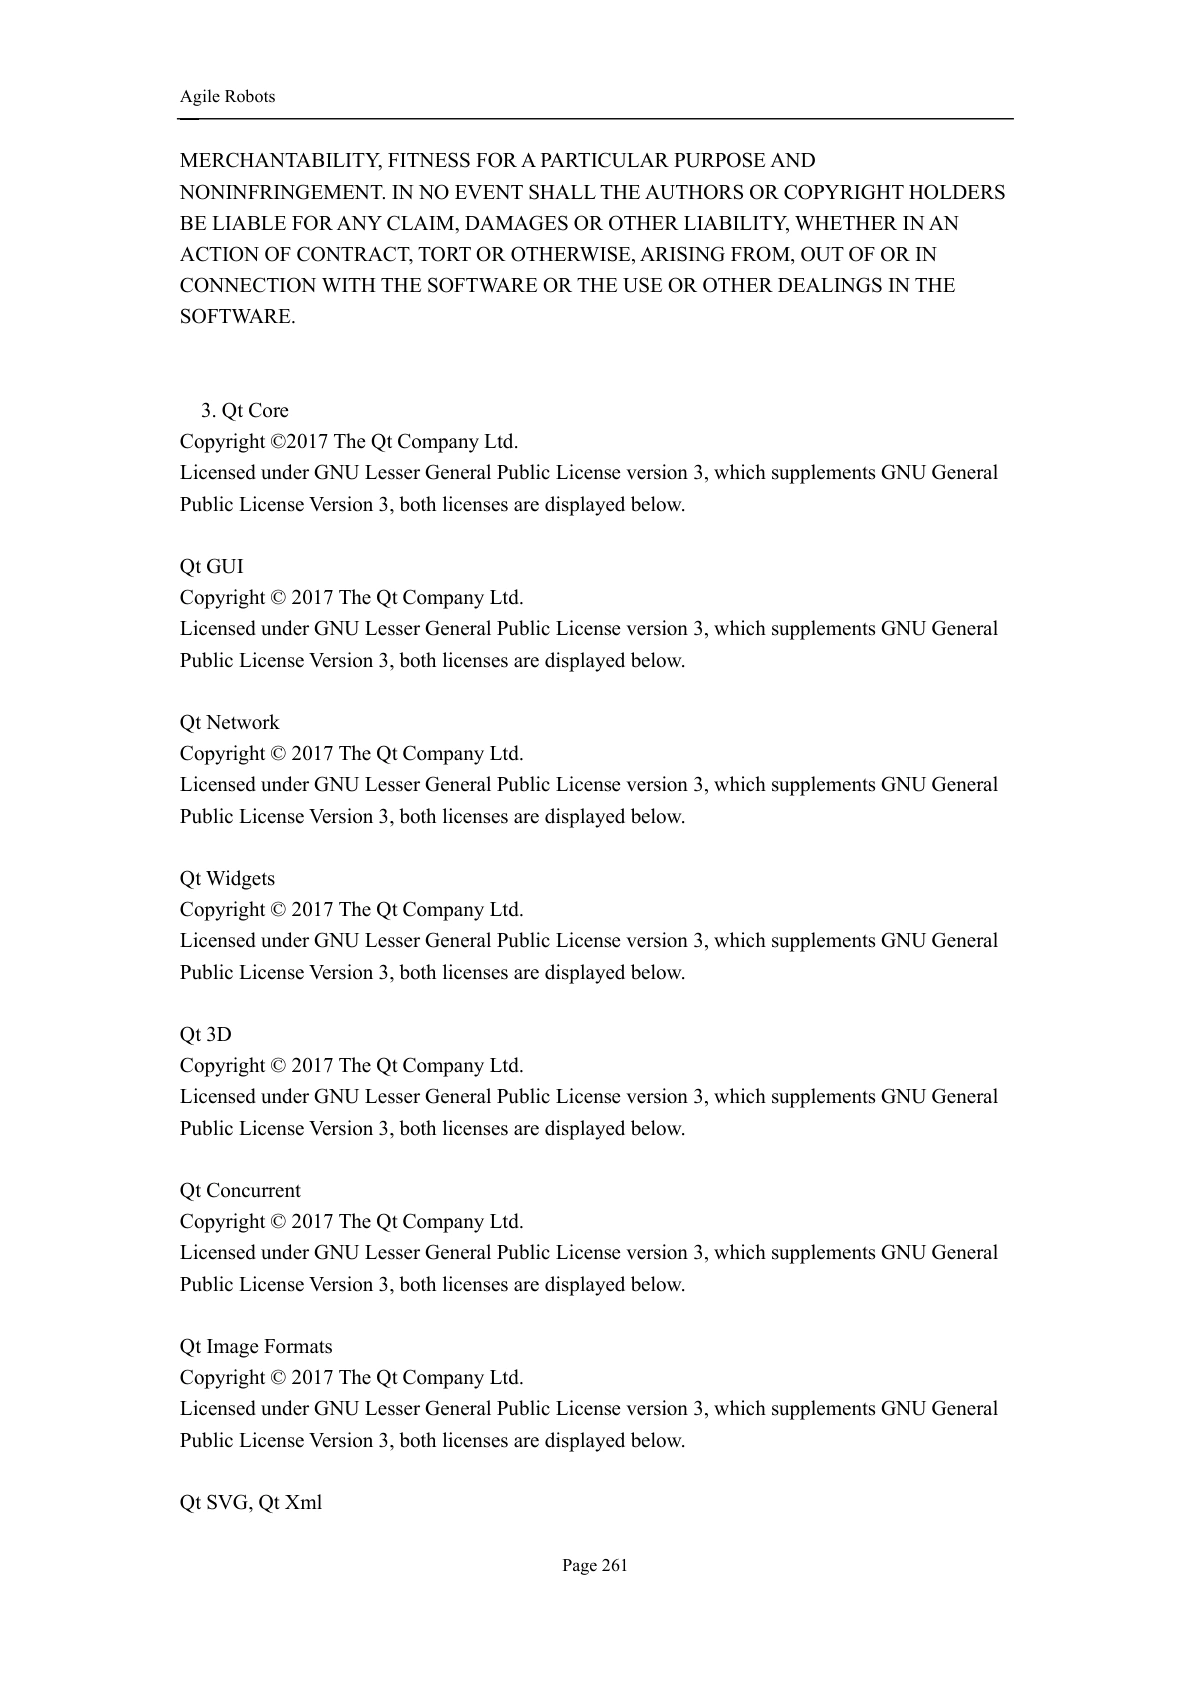 Agile Robots
MERCHANTABILITY, FITNESS FOR A PARTICULAR PURPOSE AND
NONINFRINGEMENT. IN NO EVENT SHALL THE AUTHORS OR COPYRIGHT HOLDERS
BE LIABLE FOR ANY CLAIM, DAMAGES OR OTHER LIABILITY, WHETHER IN AN
ACTION OF CONTRACT, TORT OR OTHERWISE, ARISING FROM, OUT OF OR IN
CONNECTION WITH THE SOFTWARE OR THE USE OR OTHER DEALINGS IN THE
SOFTWARE.
3. Qt Core
Copyright ©2017 The Qt Company Ltd.
Licensed under GNU Lesser General Public License version 3, which supplements GNU General
Public License Version 3, both licenses are displayed below.
Qt GUI
Copyright © 2017 The Qt Company Ltd.
Licensed under GNU Lesser General Public License version 3, which supplements GNU General
Public License Version 3, both licenses are displayed below.
Qt Network
Copyright © 2017 The Qt Company Ltd.
Licensed under GNU Lesser General Public License version 3, which supplements GNU General
Public License Version 3, both licenses are displayed below.
Qt Widgets
Copyright © 2017 The Qt Company Ltd.
Licensed under GNU Lesser General Public License version 3, which supplements GNU General
Public License Version 3, both licenses are displayed below.
Qt 3D
Copyright © 2017 The Qt Company Ltd.
Licensed under GNU Lesser General Public License version 3, which supplements GNU General
Public License Version 3, both licenses are displayed below.
Qt Concurrent
Copyright © 2017 The Qt Company Ltd.
Licensed under GNU Lesser General Public License version 3, which supplements GNU General
Public License Version 3, both licenses are displayed below.
Qt Image Formats
Copyright © 2017 The Qt Company Ltd.
Licensed under GNU Lesser General Public License version 3, which supplements GNU General
Public License Version 3, both licenses are displayed below.
Qt SVG, Qt Xml
Page 261